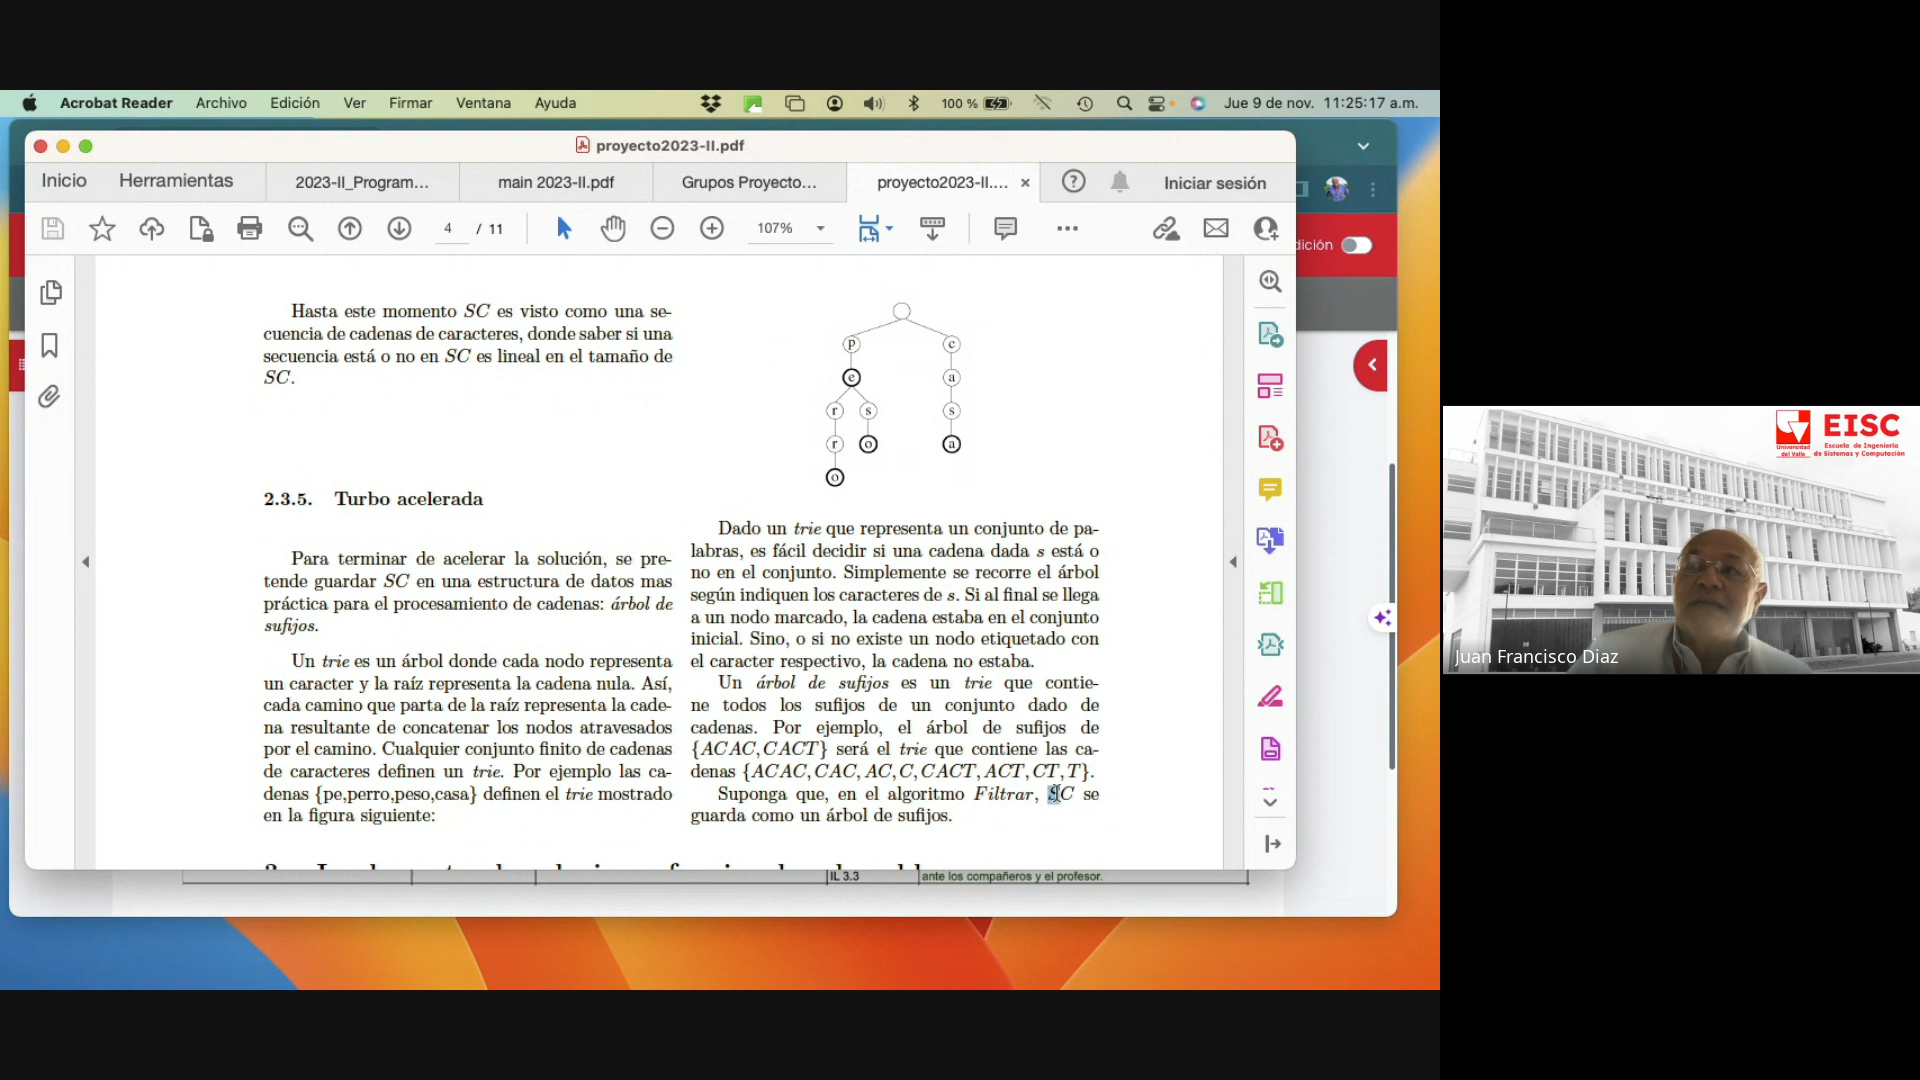 Acrobat Reader Archivo Edición Ver Firmar Ventana Ayuda 100 % Jue 9 de nov. 11:25:17 a.m.
proyecto2023-II.pdf
Inicio Herramientas 2023-II_Program... main 2023-II.pdf Grupos Proyecto... proyecto2023-II.... × Iniciar sesión
4 / 11 107%
dición
Hasta este momento SC es visto como una se-
cuencia de cadenas de caracteres, donde saber si una
secuencia está o no en SC es lineal en el tamaño de
SC.
2.3.5. Turbo acelerada
Para terminar de acelerar la solución, se pre-
tende guardar SC en una estructura de datos mas
práctica para el procesamiento de cadenas: árbol de
sufijos.
Un trie es un árbol donde cada nodo representa
un caracter y la raíz representa la cadena nula. Así,
cada camino que parte de la raíz representa la cade-
na resultante de concatenar los nodos atravesados
por el camino. Cualquier conjunto finito de cadenas
de caracteres definen un trie. Por ejemplo las ca-
denas {pe,perro,peso,casa} definen el trie mostrado
en la figura siguiente:
p c
e a
r s s
r o a
o
Dado un trie que representa un conjunto de pa-
labras, es fácil decidir si una cadena dada s está o
no en el conjunto. Simplemente se recorre el árbol
según indiquen los caracteres de s. Si al final se llega
a un nodo marcado, la cadena estaba en el conjunto
inicial. Sino, o si no existe un nodo etiquetado con
el caracter respectivo, la cadena no estaba.
Un árbol de sufijos es un trie que contie-
ne todos los sufijos de un conjunto dado de
cadenas. Por ejemplo, el árbol de sufijos de
{ACAC, CACT} será el trie que contiene las ca-
denas {ACAC, CAC, AC, C, CACT, ACT, CT, T}.
Suponga que, en el algoritmo Filtrar, SC se
guarda como un árbol de sufijos.
IL 3.3 ante los compañeros y el profesor.
EISC
Universidad
del Valle
Escuela de Ingeniería
de Sistemas y Computación
Juan Francisco Diaz